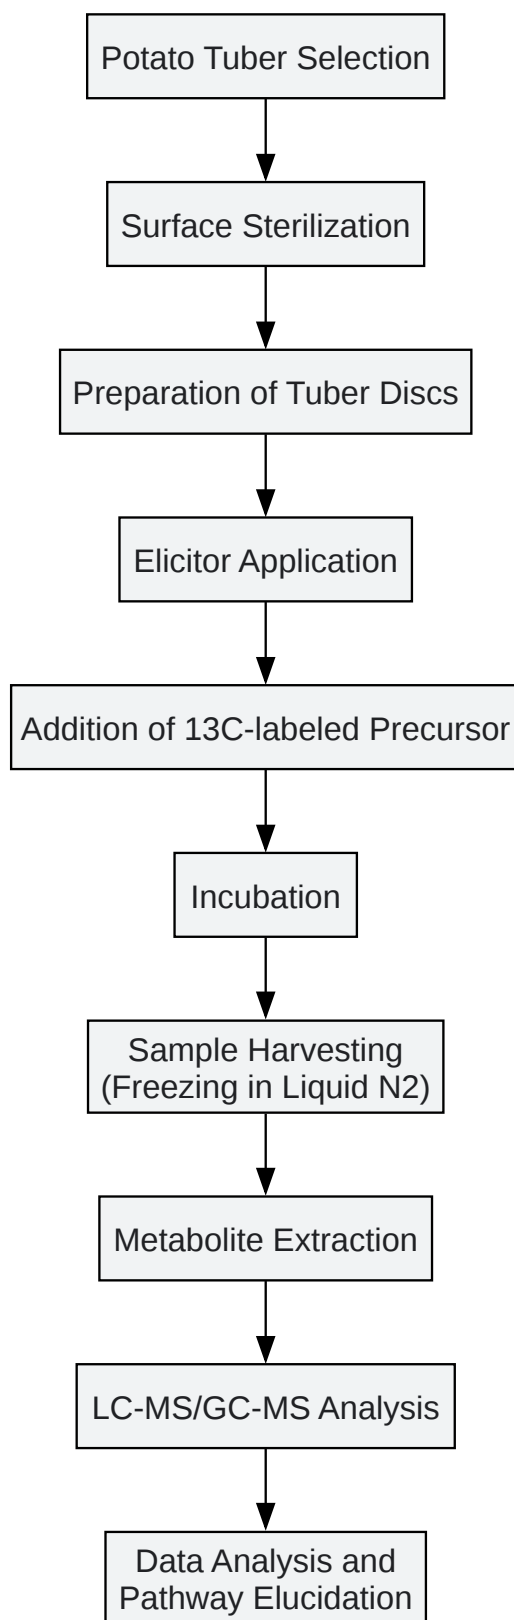 Potato Tuber Selection
Surface Sterilization
Preparation of Tuber Discs
Elicitor Application
Addition of 13C-labeled Precursor
Incubation
Sample Harvesting
(Freezing in Liquid N2)
Metabolite Extraction
LC-MS/GC-MS Analysis
Data Analysis and
Pathway Elucidation